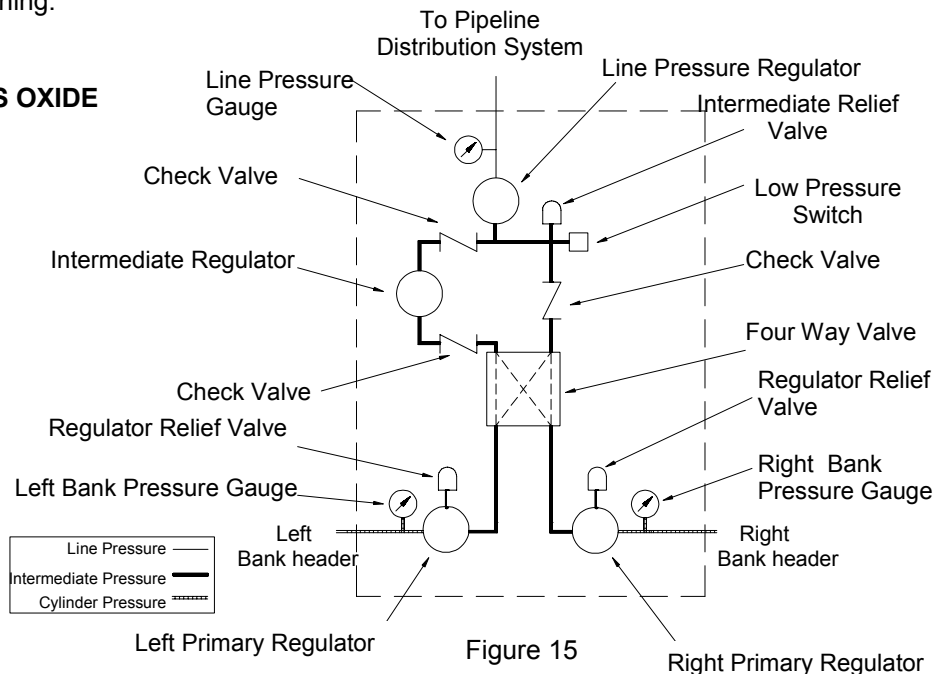 To Pipeline
Distribution System
Line Pressure
Gauge
Line Pressure Regulator
Intermediate Relief
Valve
Check Valve
Low Pressure
Switch
Intermediate Regulator
Check Valve
Four Way Valve
Check Valve
Regulator Relief
Valve
Regulator Relief Valve
Left Bank Pressure Gauge
Right Bank
Pressure Gauge
Left
Bank header
Right
Bank header
Line Pressure
Intermediate Pressure
Cylinder Pressure
Left Primary Regulator
Figure 15
Right Primary Regulator
OXIDE